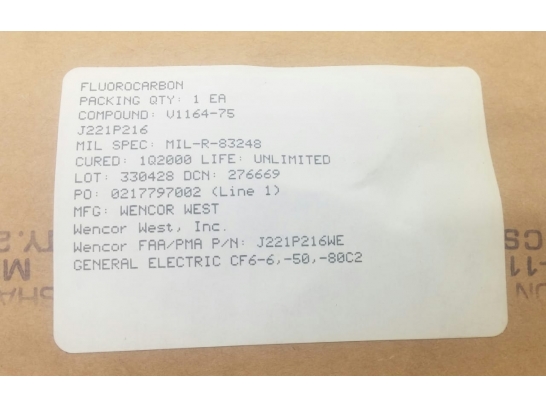 FLUOROCARBON
PACKING QTY: 1 EA
COMPOUND: V1164-75
J221P216
MIL SPEC: MIL-R-83248
CURED: 1Q2000 LIFE: UNLIMITED
LOT: 330428 DCN: 276669
PO: 0217797002 (Line 1)
MFG: WENCOR WEST
Wencor West, Inc.
Wencor FAA/PMA P/N: J221P216WE
GENERAL ELECTRIC CF6-6,-50,-80C2